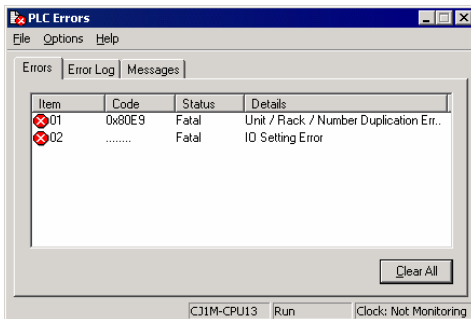 PLC Errors
File Options Help
Errors Error Log Messages
Item Code Status Details
01 0x80E9 Fatal Unit / Rack / Number Duplication Err..
02 ........ Fatal IO Setting Error
Clear All
CJ1M-CPU13 Run Clock: Not Monitoring